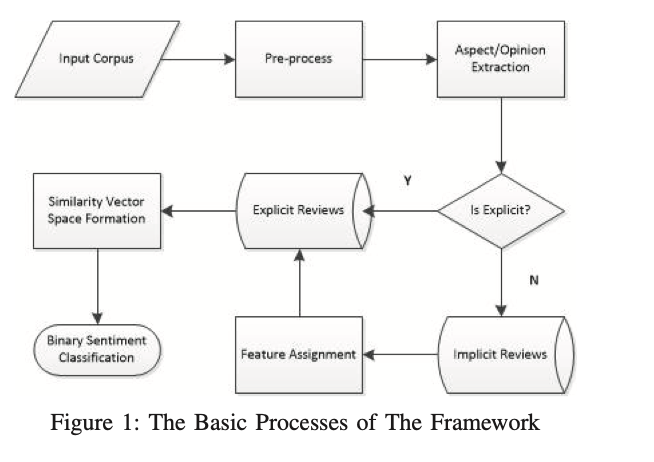 Input Corpus
Pre-process
Aspect/Opinion
Extraction
Similarity Vector
Space Formation
Explicit Reviews
Y
Is Explicit?
N
Binary Sentiment
Classification
Feature Assignment
Implicit Reviews
Figure 1: The Basic Processes of The Framework